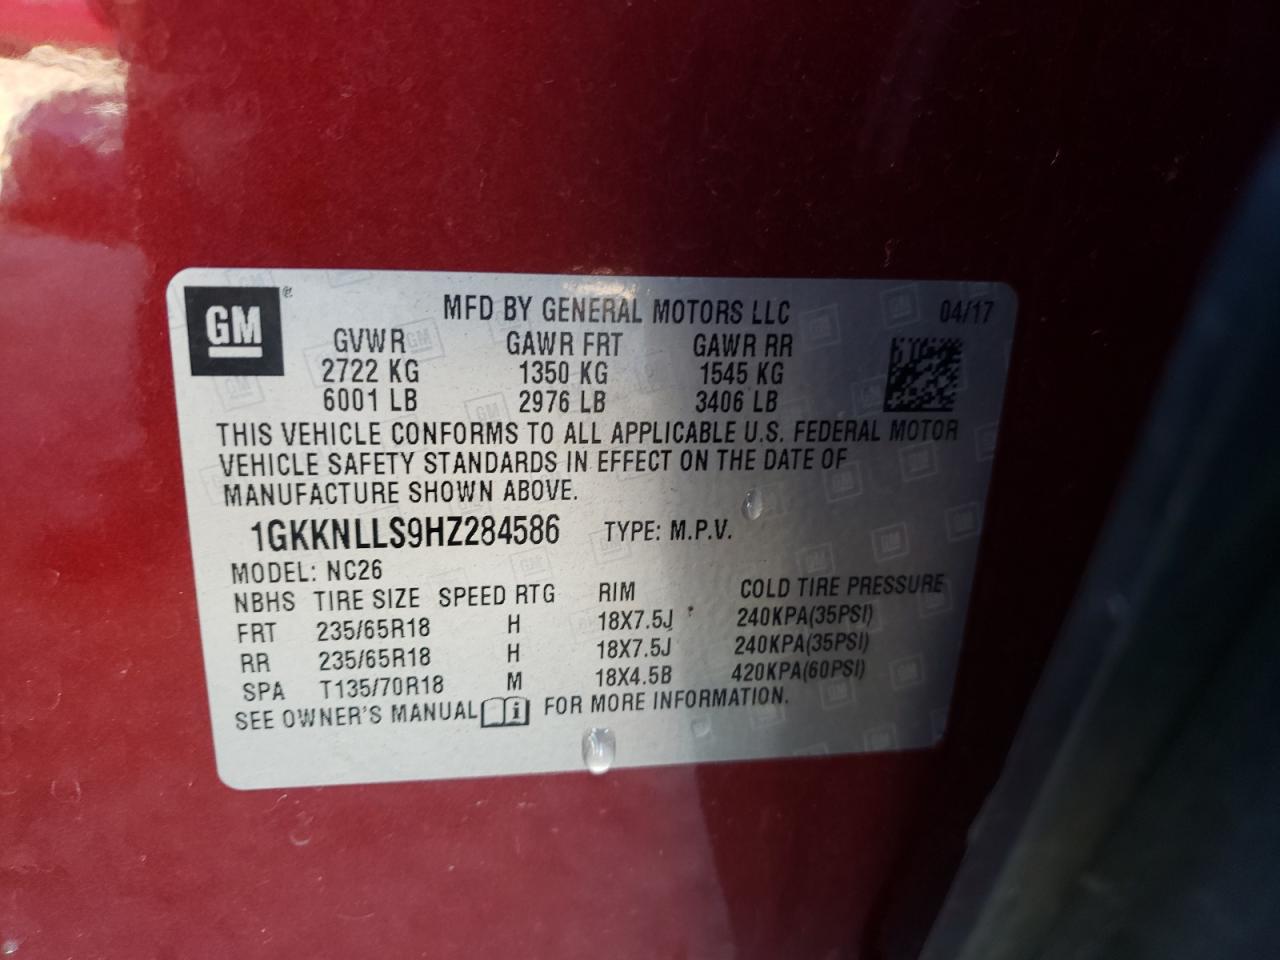 GM®
MFD BY GENERAL MOTORS LLC 04/17
GVWR GAWR FRT GAWR RR
2722 KG 1350 KG 1545 KG
6001 LB 2976 LB 3406 LB
THIS VEHICLE CONFORMS TO ALL APPLICABLE U.S. FEDERAL MOTOR
VEHICLE SAFETY STANDARDS IN EFFECT ON THE DATE OF
MANUFACTURE SHOWN ABOVE.
1GKKNLLS9HZ284586 TYPE: M.P.V.
MODEL: NC26
NBHS TIRE SIZE SPEED RTG RIM COLD TIRE PRESSURE
FRT 235/65R18 H 18X7.5J 240KPA(35PSI)
RR 235/65R18 H 18X7.5J 240KPA(35PSI)
SPA T135/70R18 M 18X4.5B 420KPA(60PSI)
SEE OWNER'S MANUAL i FOR MORE INFORMATION.